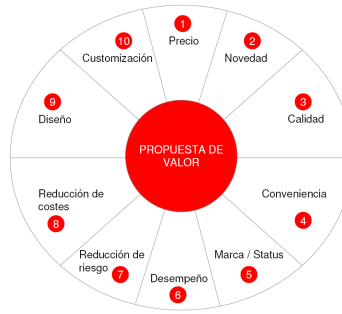 1
Precio
2
Novedad
3
Calidad
Conveniencia
4
Marca / Status
5
Desempeño
6
Reducción de
riesgo
7
Reducción de
costes
8
9
Diseño
10
Customización
PROPUESTA DE
VALOR